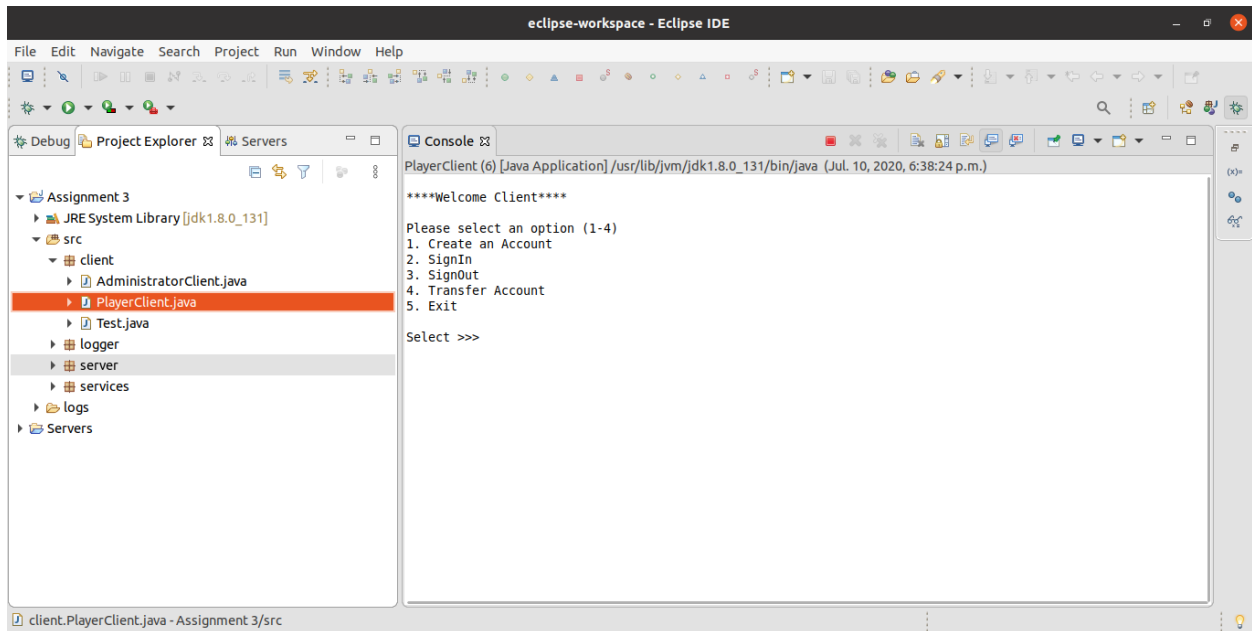 eclipse-workspace - Eclipse IDE
File Edit Navigate Search Project Run Window Help
Debug Project Explorer Servers
Console
PlayerClient (6) [Java Application] /usr/lib/jvm/jdk1.8.0_131/bin/java (Jul. 10, 2020, 6:38:24 p.m.)
Assignment 3
JRE System Library [jdk1.8.0_131]
src
client
AdministratorClient.java
PlayerClient.java
Test.java
logger
server
services
logs
Servers
****Welcome Client****
Please select an option (1-4)
1. Create an Account
2. SignIn
3. SignOut
4. Transfer Account
5. Exit
Select >>>
(x)=
client.PlayerClient.java - Assignment 3/src